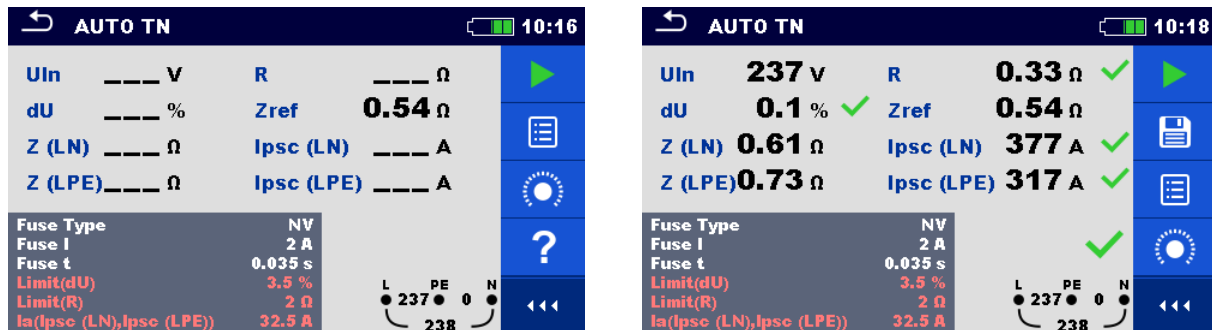 AUTO TN 10:16
UIn ___ V R ___ Ω
dU ___ % Zref 0.54 Ω
Z (LN) ___ Ω Ipsc (LN) ___ A
Z (LPE) ___ Ω Ipsc (LPE) ___ A
Fuse Type NV
Fuse I 2 A
Fuse t 0.035 s
Limit(dU) 3.5 %
Limit(R) 2 Ω
Ia(Ipsc (LN),Ipsc (LPE)) 32.5 A
?
L PE N
237 0
238
AUTO TN 10:18
UIn 237 V R 0.33 Ω
dU 0.1 % Zref 0.54 Ω
Z (LN) 0.61 Ω Ipsc (LN) 377 A
Z (LPE) 0.73 Ω Ipsc (LPE) 317 A
Fuse Type NV
Fuse I 2 A
Fuse t 0.035 s
Limit(dU) 3.5 %
Limit(R) 2 Ω
Ia(Ipsc (LN),Ipsc (LPE)) 32.5 A
L PE N
237 0
238